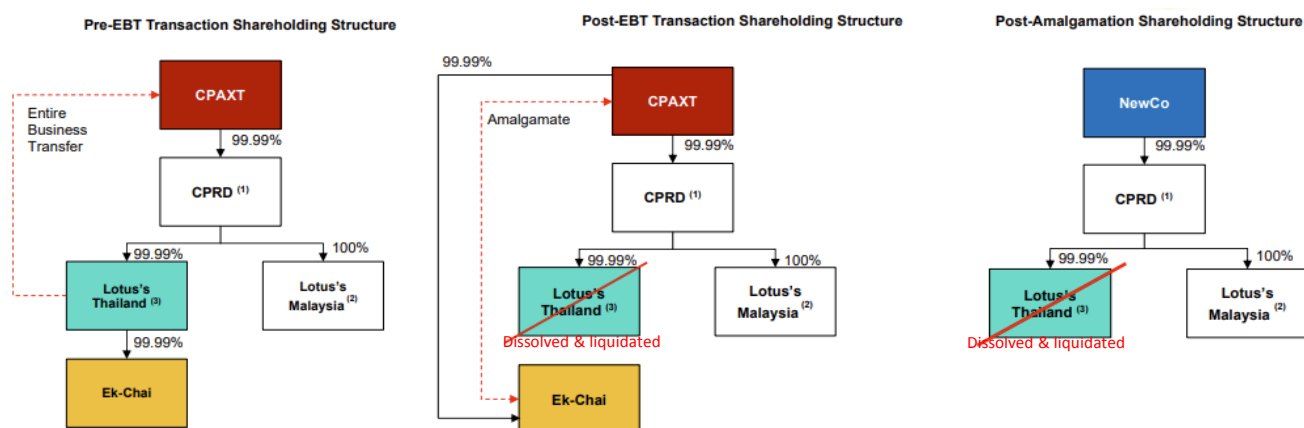 Pre-EBT Transaction Shareholding Structure
CPAXT
Entire
Business
Transfer
99.99%
CPRD (1)
99.99%
100%
Lotus's
Thailand (3)
Lotus's
Malaysia (2)
99.99%
Ek-Chai
Post-EBT Transaction Shareholding Structure
99.99%
CPAXT
Amalgamate
99.99%
CPRD (1)
99.99%
100%
Lotus's
Thailand (3)
Lotus's
Malaysia (2)
Dissolved & liquidated
Ek-Chai
Post-Amalgamation Shareholding Structure
NewCo
99.99%
CPRD (1)
99.99%
100%
Lotus's
Thailand (3)
Lotus's
Malaysia (2)
Dissolved & liquidated